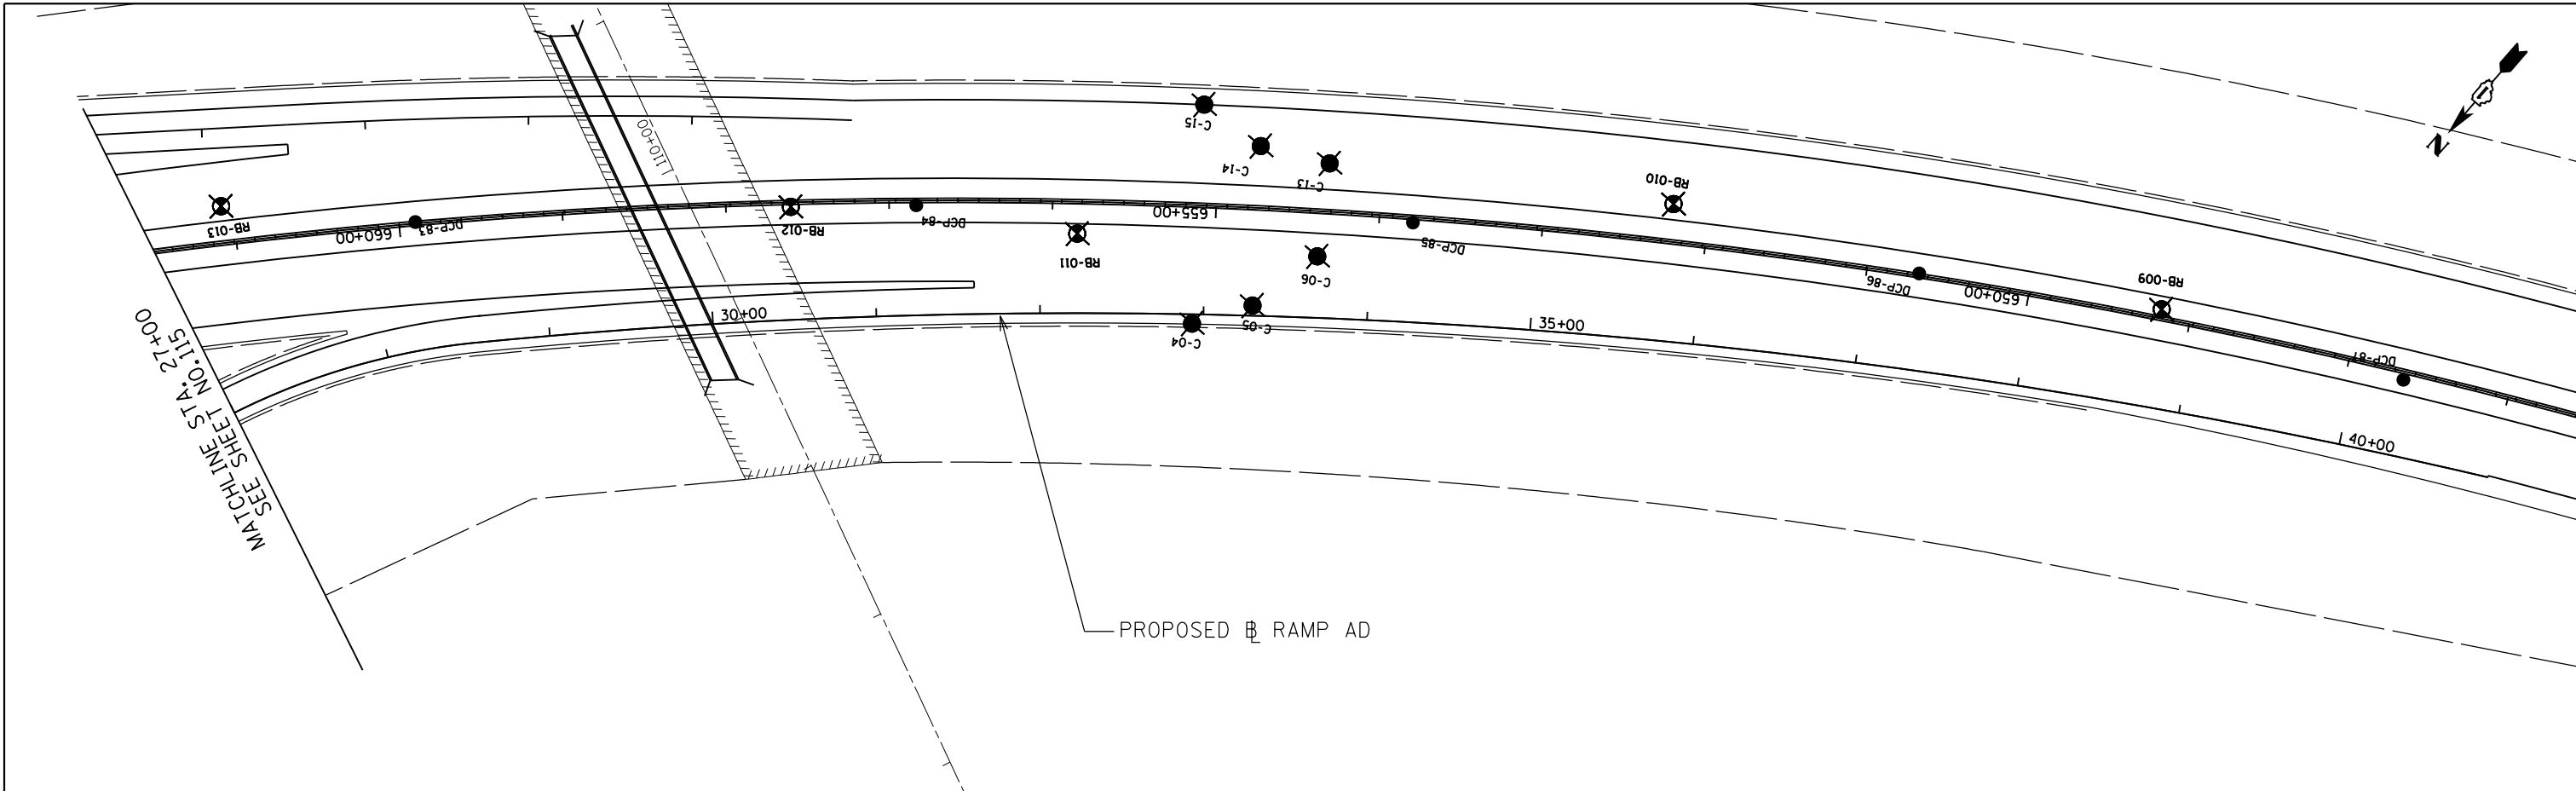 N
110+00
C-15
C-14
C-13
RB-010
RB-013
660+00
DCP-83
RB-012
DCP-84
655+00
RB-011
DCP-85
C-06
RB-009
DCP-86
650+00
30+00
C-05
C-04
35+00
DCP-87
40+00
MATCHLINE STA. 27+00
SEE SHEET NO.115
PROPOSED BL RAMP AD